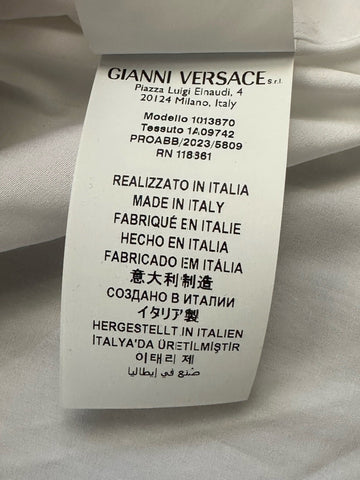 GIANNI VERSACE s.r.l.
Piazza Luigi Einaudi, 4
20124 Milano, Italy
Modello 1013870
Tessuto 1A09742
PROABB/2023/5809
RN 116361
REALIZZATO IN ITALIA
MADE IN ITALY
FABRIQUÉ EN ITALIE
HECHO EN ITALIA
FABRICADO EM ITÁLIA
意大利制造
СОЗДАНО В ИТАЛИИ
イタリア製
HERGESTELLT IN ITALIEN
İTALYA'DA ÜRETİLMİŞTİR
이태리 제
صنع في إيطاليا